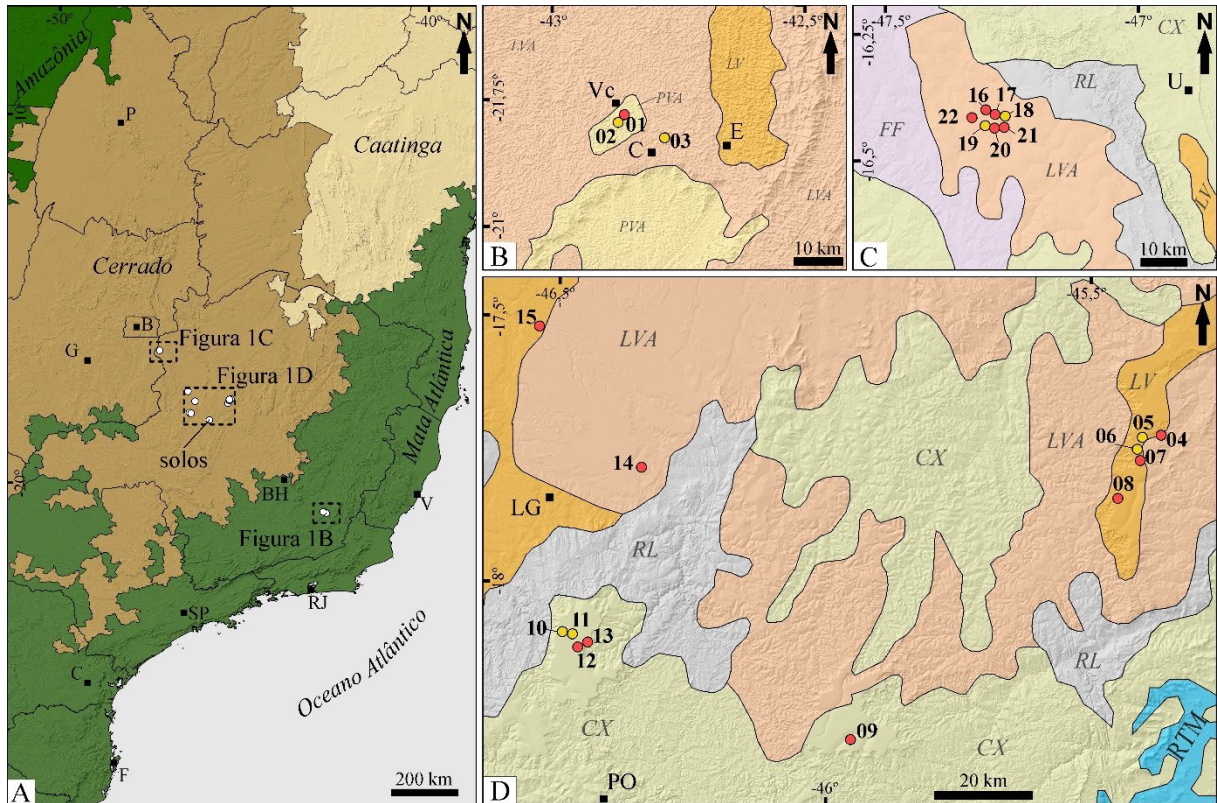 -50°
-40°
N
Amazônia
10°
P
Caatinga
Cerrado
B
Figura 1C
G
Figura 1D
Mata Atlântica
solos
-20°
BH
V
Figura 1B
SP
RJ
C
Oceano Atlântico
F
200 km
A
-43°
-42,5°
N
LVA
LV
-21,75°
Vc
PVA
01
02
03
C
E
LVA
PVA
-21°
10 km
B
-47,5°
-47°
-16,25°
CX
N
RL
U
16
17
18
22
FF
19
20
21
-16,5°
LVA
LV
10 km
C
-46,5°
-45,5°
N
-17,5°
15
LVA
LV
CX
LVA
05
06
04
07
14
08
LG
RL
-18°
10
11
13
12
RL
CX
09
CX
RTM
PO
-46°
20 km
D